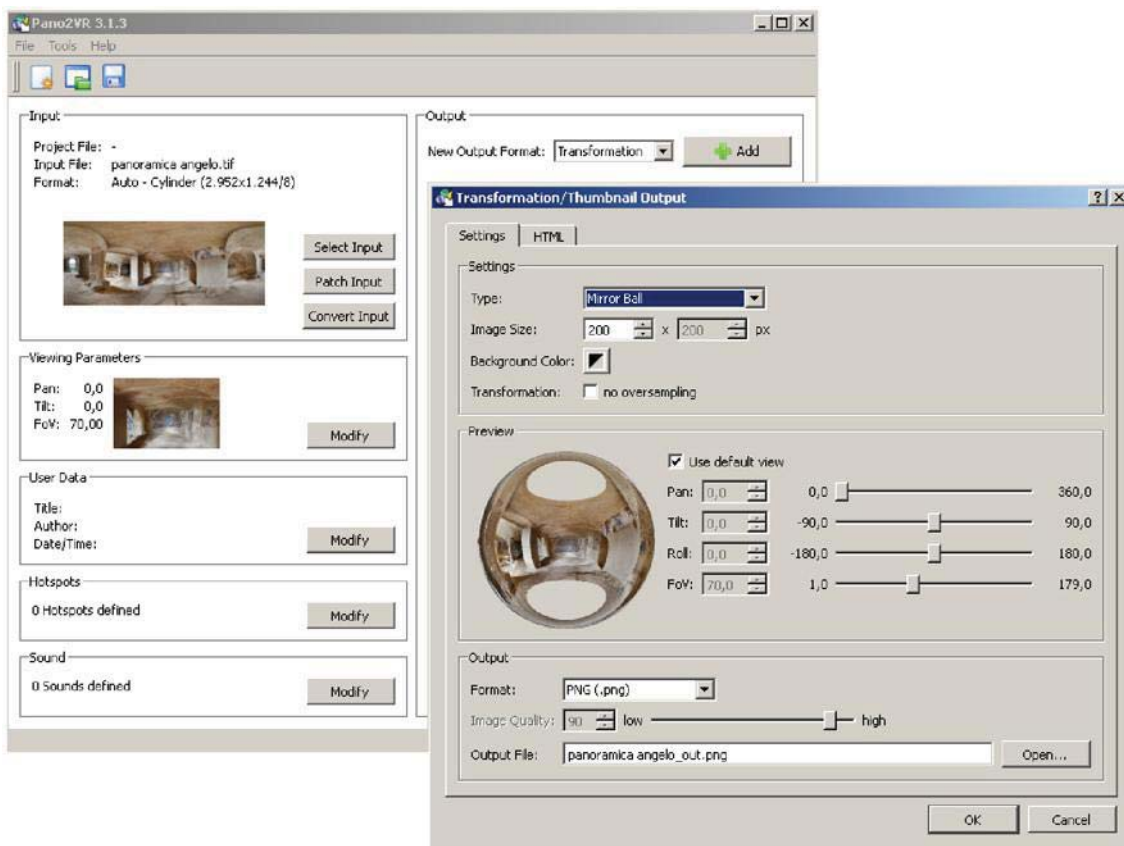 Pano2VR 3.1.3
File Tools Help
Input
Project File: -
Input File: panoramica angelo.tif
Format: Auto - Cylinder (2.952x1.244/8)
Select Input
Patch Input
Convert Input
Viewing Parameters
Pan: 0,0
Tilt: 0,0
FoV: 70,00
Modify
User Data
Title:
Author:
Date/Time:
Modify
Hotspots
0 Hotspots defined
Modify
Sound
0 Sounds defined
Modify
Output
New Output Format: Transformation Add
Transformation/Thumbnail Output
Settings HTML
Settings
Type: Mirror Ball
Image Size: 200 x 200 px
Background Color:
Transformation: no oversampling
Preview
Use default view
Pan: 0,0 0,0 360,0
Tilt: 0,0 -90,0 90,0
Roll: 0,0 -180,0 180,0
FoV: 70,0 1,0 179,0
Output
Format: PNG (.png)
Image Quality: 90 low high
Output File: panoramica angelo_out.png Open...
OK Cancel